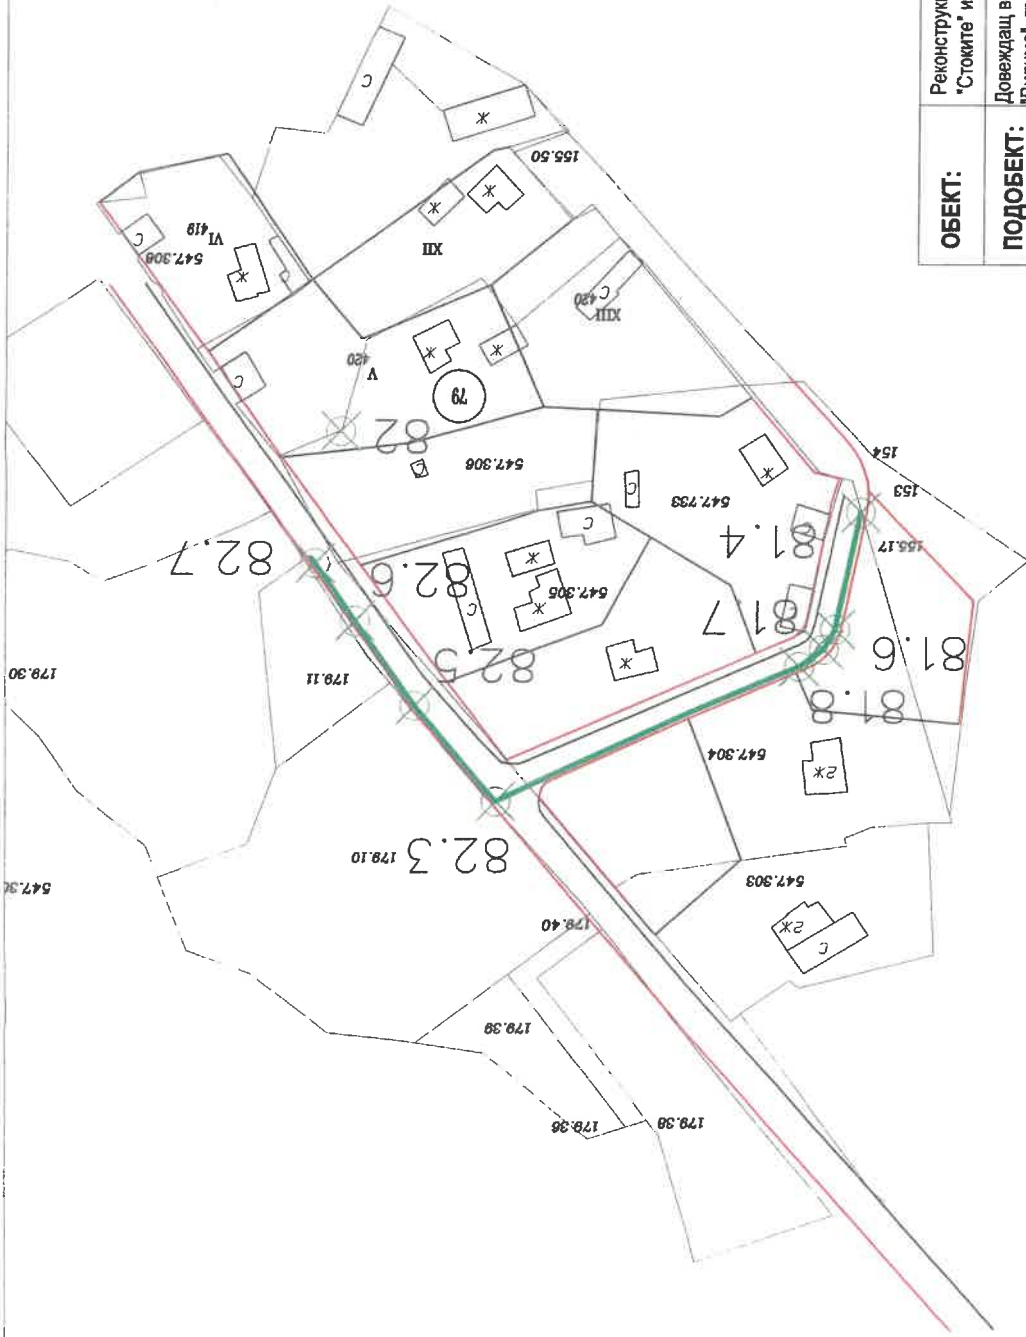 ОБЕКТ:
"Стоките" и
ПОДОБЕКТ:
Довеждащ в
155.50
C
Ж
Ж
Ж
XII
C
VI
419
547.308
Ж
C
420
XIII
C
V
420
Ж
Ж
79
82
C
547.306
547.733
C
Ж
154
153
155.17
81.4
81.7
81.6
81.8
82.7
82.6
82.5
82.3
C
C
Ж
Ж
547.305
Ж
547.304
2Ж
547.303
2Ж
C
179.30
179.11
179.10
179.40
179.39
179.36
179.38